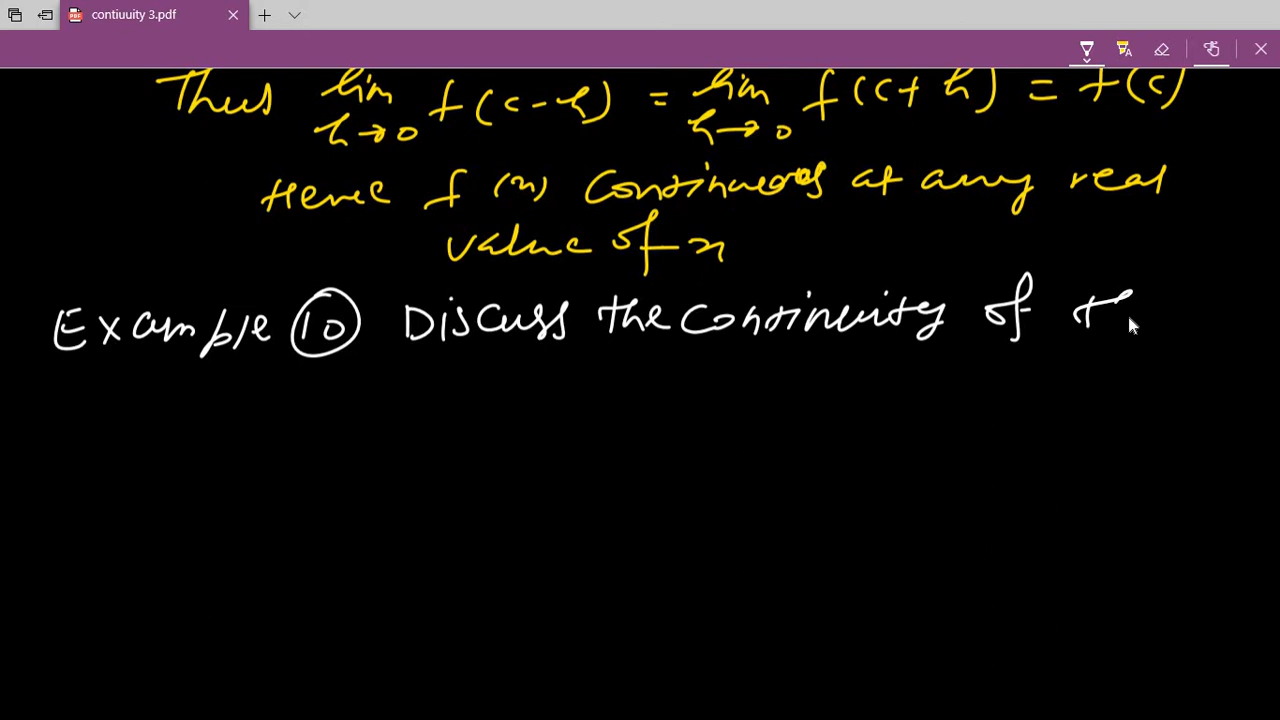 contiuuity 3.pdf
Thus lim h→0 f(c-h) = lim h→0 f(c+h) = f(c)
Hence f(x) continuous at any real
value of x
Example 10 Discuss the continuity of th